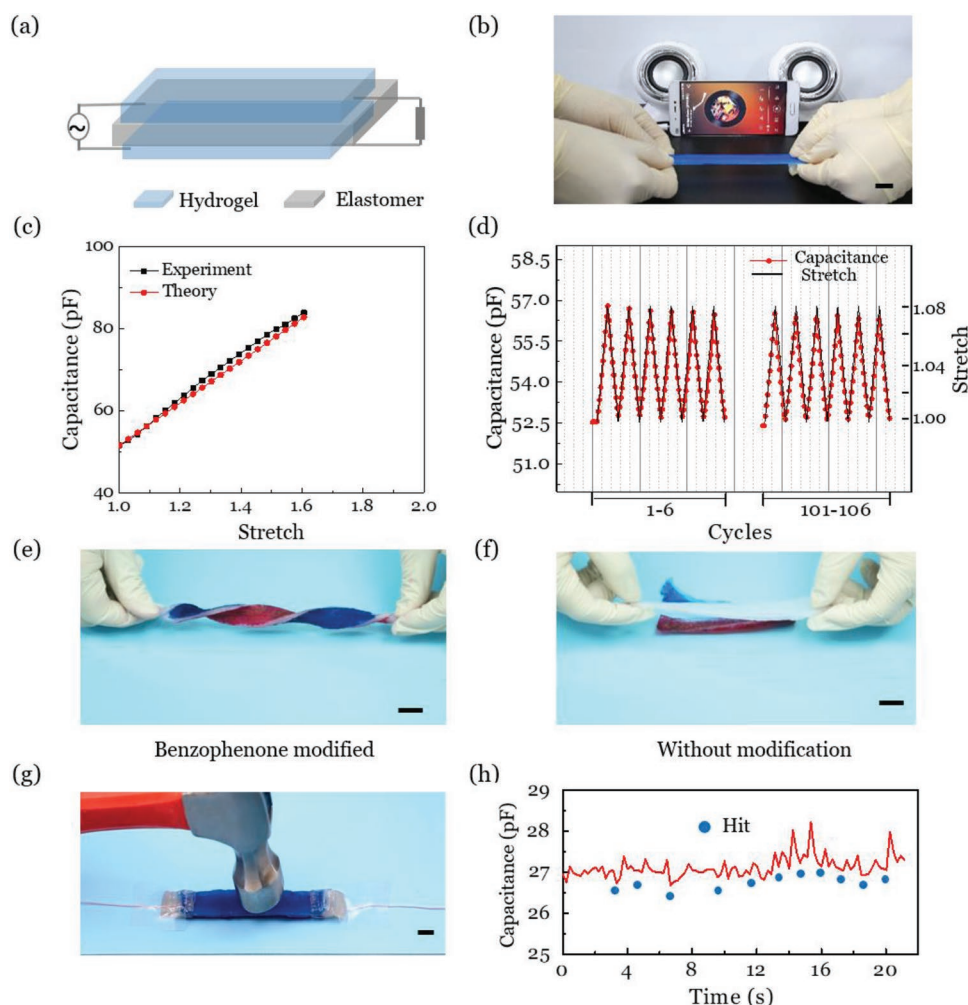 (a)
(b)
~
Hydrogel
Elastomer
(c)
(d)
100
80
60
40
Capacitance (pF)
Experiment
Theory
1.0
1.2
1.4
1.6
1.8
2.0
Stretch
58.5
57.0
55.5
54.0
52.5
51.0
Capacitance (pF)
Capacitance
Stretch
1.08
1.04
1.00
Stretch
1-6
101-106
Cycles
(e)
(f)
Benzophenone modified
Without modification
(g)
(h)
29
28
27
26
25
Capacitance (pF)
Hit
0
4
8
12
16
20
Time (s)